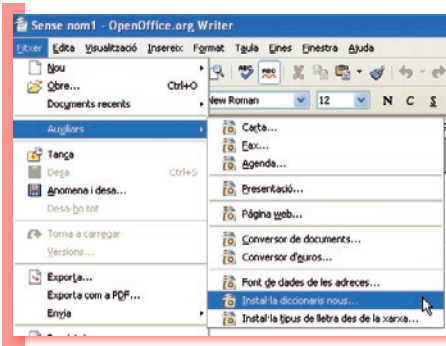 Sense nom1 - OpenOffice.org Writer
Fitxer Edita Visualització Insereix Format Taula Eines Finestra Ajuda
Nou
Obre... Ctrl+O
Documents recents
New Roman 12 N C S
Auxiliars
Carta...
Fax...
Agenda...
Presentació...
Pàgina web...
Conversor de documents...
Conversor d'euros...
Font de dades de les adreces...
Instal·la diccionaris nous...
Instal·la tipus de lletra des de la xarxa...
Tanca
Desa Ctrl+S
Anomena i desa...
Desa-ho tot
Torna a carregar
Versions...
Exporta...
Exporta com a PDF...
Envia